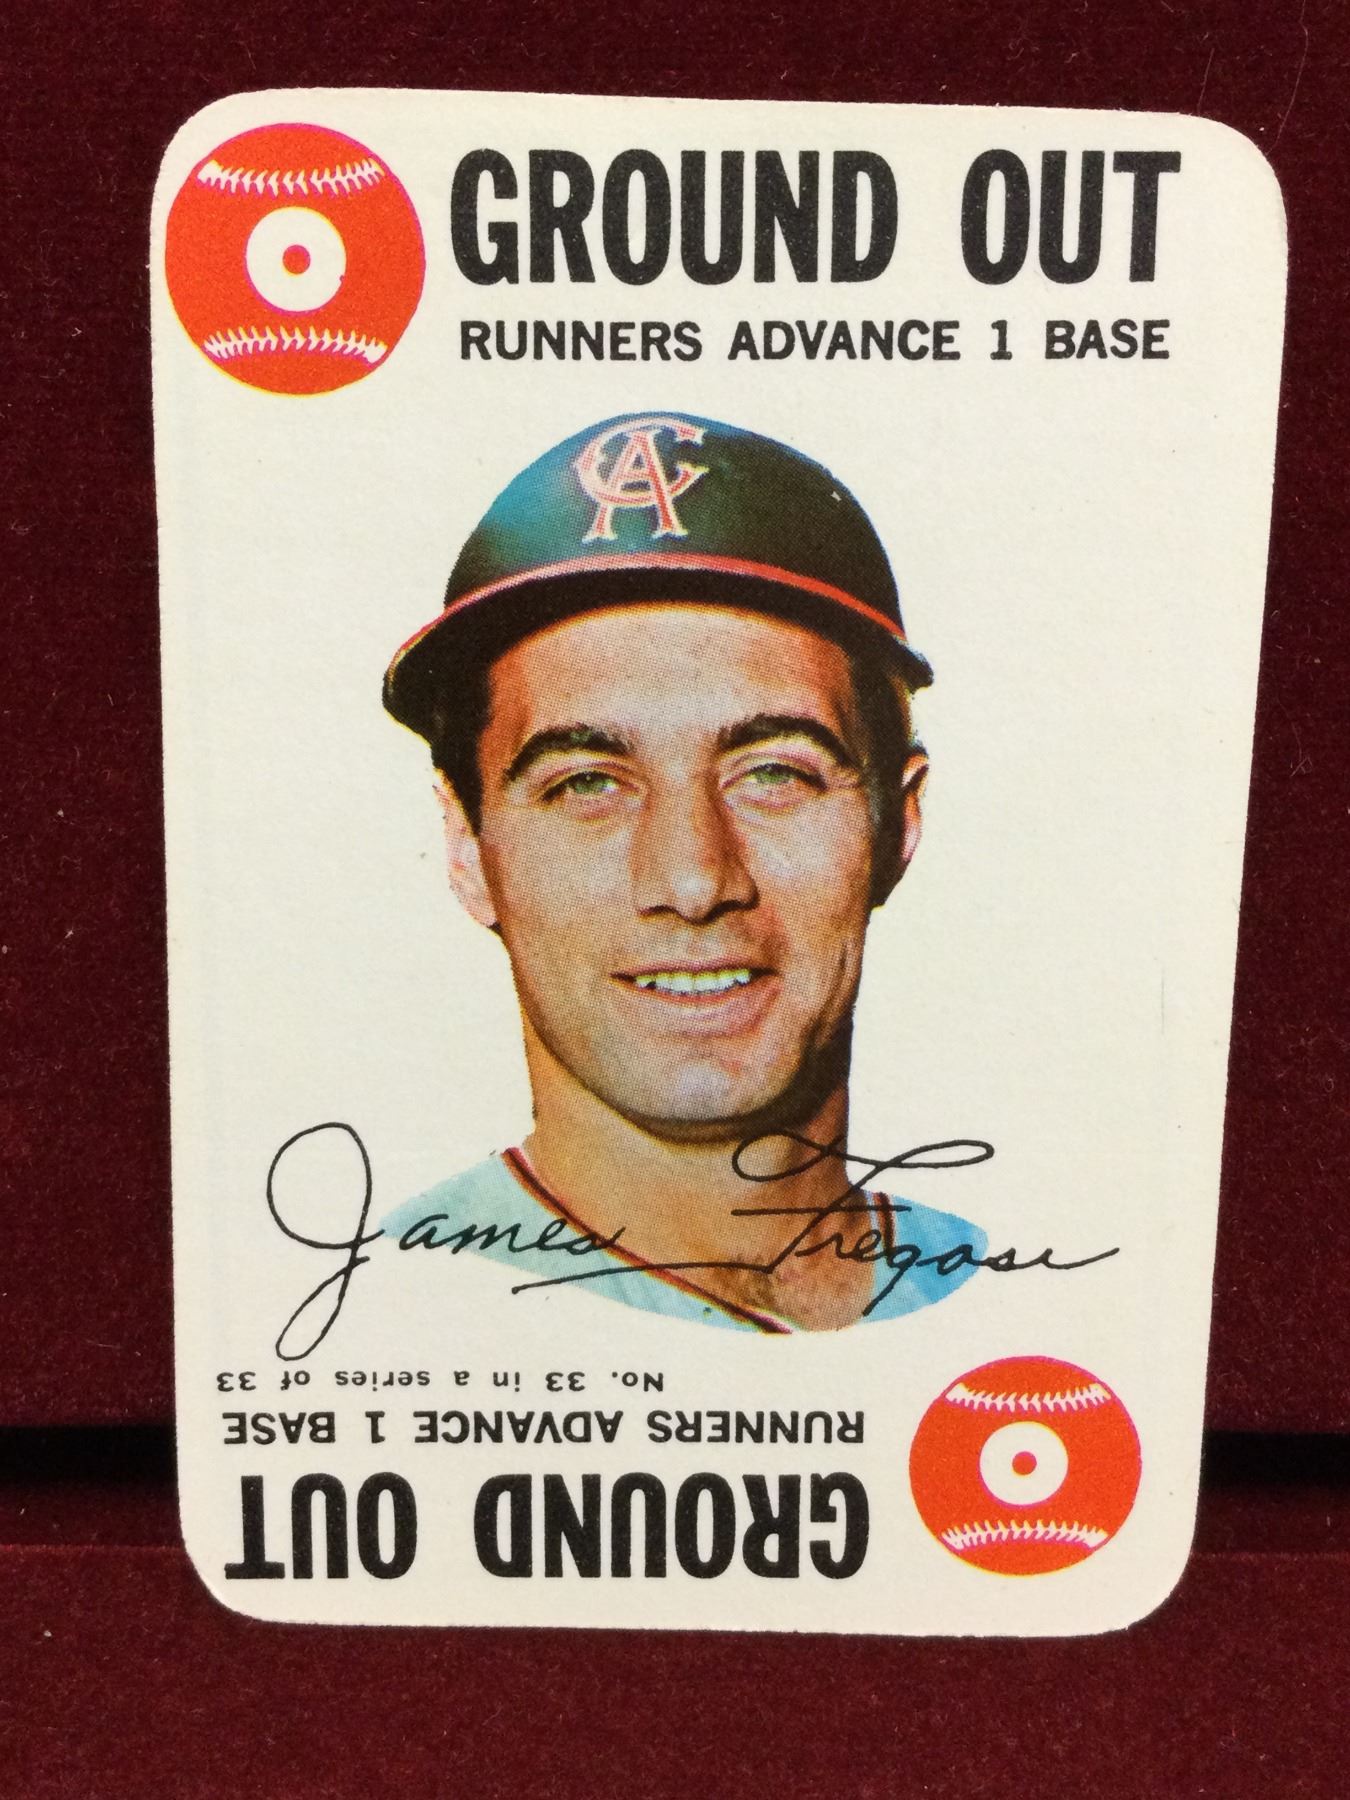 GROUND OUT
RUNNERS ADVANCE 1 BASE
CA
James Fregosi
No. 33 in a series of 33
RUNNERS ADVANCE 1 BASE
GROUND OUT